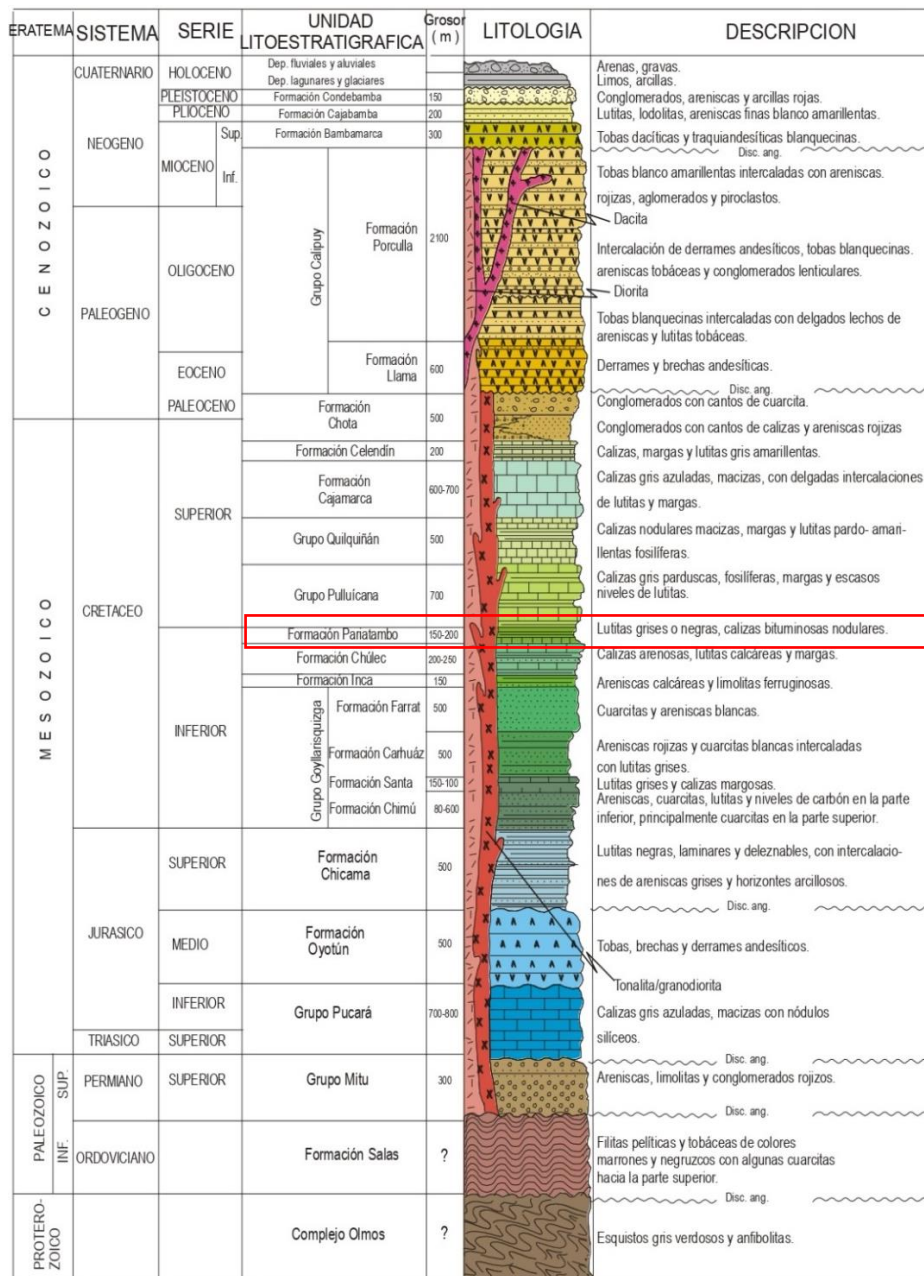 ERATEMA SISTEMA SERIE UNIDAD LITOESTRATIGRAFICA Grosor ( m ) LITOLOGIA DESCRIPCION
CENOZOICO
CUATERNARIO HOLOCENO Dep. fluviales y aluviales Arenas, gravas.
Dep. lagunares y glaciares Limos, arcillas.
PLEISTOCENO Formación Condebamba 150 Conglomerados, areniscas y arcillas rojas.
NEOGENO PLIOCENO Formación Cajabamba 200 Lutitas, lodolitas, areniscas finas blanco amarillentas.
MIOCENO Sup. Formación Bambamarca 300 Tobas dacíticas y traquiandesíticas blanquecinas.
Disc. ang.
Inf. Tobas blanco amarillentas intercaladas con areniscas.
rojizas, aglomerados y piroclastos.
Dacita
Grupo Calipuy
Formación Porculla 2100
PALEOGENO OLIGOCENO Intercalación de derrames andesíticos, tobas blanquecinas.
areniscas tobáceas y conglomerados lenticulares.
Diorita
Tobas blanquecinas intercaladas con delgados lechos de
areniscas y lutitas tobáceas.
EOCENO Formación Llama 600 Derrames y brechas andesíticas.
Disc. ang.
PALEOCENO Formación Chota 500 Conglomerados con cantos de cuarcita.
MESOZOICO
Conglomerados con cantos de calizas y areniscas rojizas
CRETACEO SUPERIOR Formación Celendín 200 Calizas, margas y lutitas gris amarillentas.
Formación Cajamarca 600-700 Calizas gris azuladas, macizas, con delgadas intercalaciones
de lutitas y margas.
Grupo Quilquiñán 500 Calizas nodulares macizas, margas y lutitas pardo- amari-
llentas fosilíferas.
Grupo Pulluícana 700 Calizas gris parduscas, fosilíferas, margas y escasos
niveles de lutitas.
INFERIOR Formación Pariatambo 150-200 Lutitas grises o negras, calizas bituminosas nodulares.
Formación Chúlec 200-250 Calizas arenosas, lutitas calcáreas y margas.
Formación Inca 150 Areniscas calcáreas y limolitas ferruginosas.
Grupo Goyllarisquizga
Formación Farrat 500 Cuarcitas y areniscas blancas.
Formación Carhuáz 500 Areniscas rojizas y cuarcitas blancas intercaladas
con lutitas grises.
Formación Santa 150-100 Lutitas grises y calizas margosas.
Formación Chimú 80-600 Areniscas, cuarcitas, lutitas y niveles de carbón en la parte
inferior, principalmente cuarcitas en la parte superior.
JURASICO SUPERIOR Formación Chicama 500 Lutitas negras, laminares y deleznables, con intercalacio-
nes de areniscas grises y horizontes arcillosos.
Disc. ang.
MEDIO Formación Oyotún 500 Tobas, brechas y derrames andesíticos.
Tonalita/granodiorita
INFERIOR Grupo Pucará 700-800 Calizas gris azuladas, macizas con nódulos
silíceos.
TRIASICO SUPERIOR
Disc. ang.
PALEOZOICO SUP. PERMIANO SUPERIOR Grupo Mitu 300 Areniscas, limolitas y conglomerados rojizos.
Disc. ang.
INF. ORDOVICIANO Formación Salas ? Filitas pelíticas y tobáceas de colores
marrones y negruzcos con algunas cuarcitas
hacia la parte superior.
Disc. ang.
PROTERO-
ZOICO
Complejo Olmos ? Esquistos gris verdosos y anfibolitas.